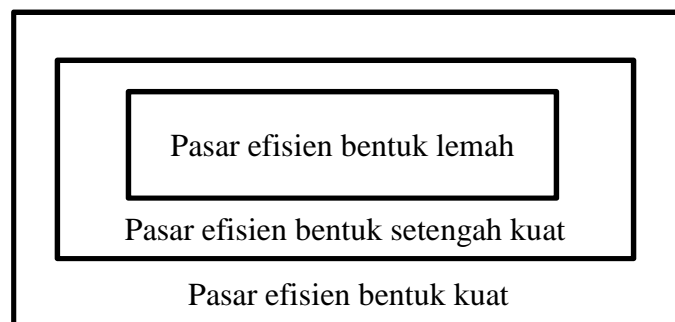 Pasar efisien bentuk lemah
Pasar efisien bentuk setengah kuat
Pasar efisien bentuk kuat